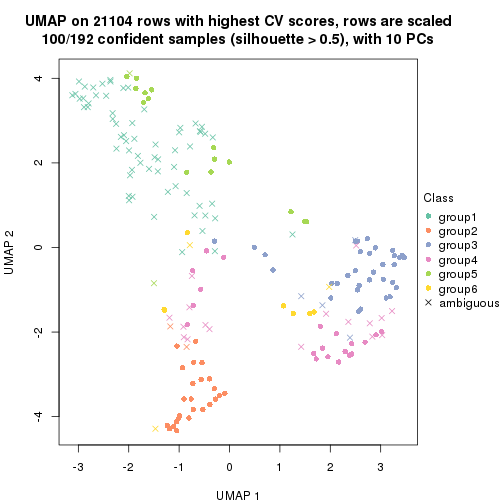 UMAP on 21104 rows with highest CV scores, rows are scaled
100/192 confident samples (silhouette > 0.5), with 10 PCs
UMAP 2
4
2
0
-2
-4
-3
-2
-1
0
1
2
3
UMAP 1
Class
group1
group2
group3
group4
group5
group6
ambiguous